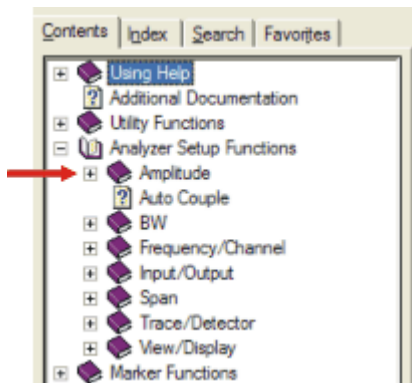 Contents Index Search Favorites
Using Help
Additional Documentation
Utility Functions
Analyzer Setup Functions
Amplitude
Auto Couple
BW
Frequency/Channel
Input/Output
Span
Trace/Detector
View/Display
Marker Functions